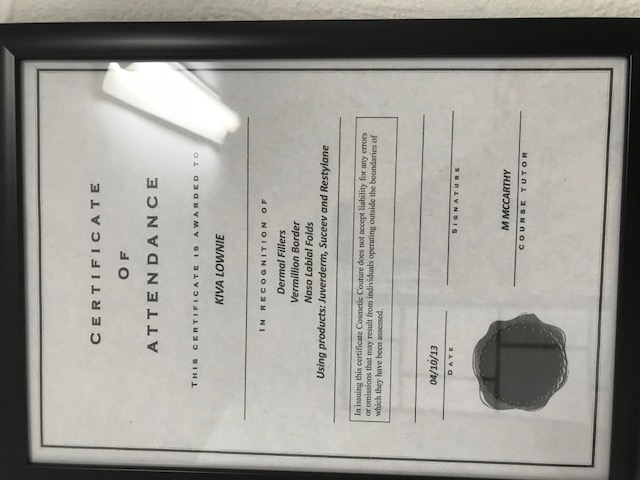 CERTIFICATE
OF
ATTENDANCE
THIS CERTIFICATE IS AWARDED TO
KIVA LOWNIE
IN RECOGNITION OF
Dermal Fillers
Vermillion Border
Naso Labial Folds
Using products: Juverderm, Suceev and Restylane
In issuing this certificate Cosmetic Couture does not accept liability for any errors
or omissions that may result from individuals operating outside the boundaries of
which they have been assessed.
04/10/13
DATE
SIGNATURE
M MCCARTHY
COURSE TUTOR